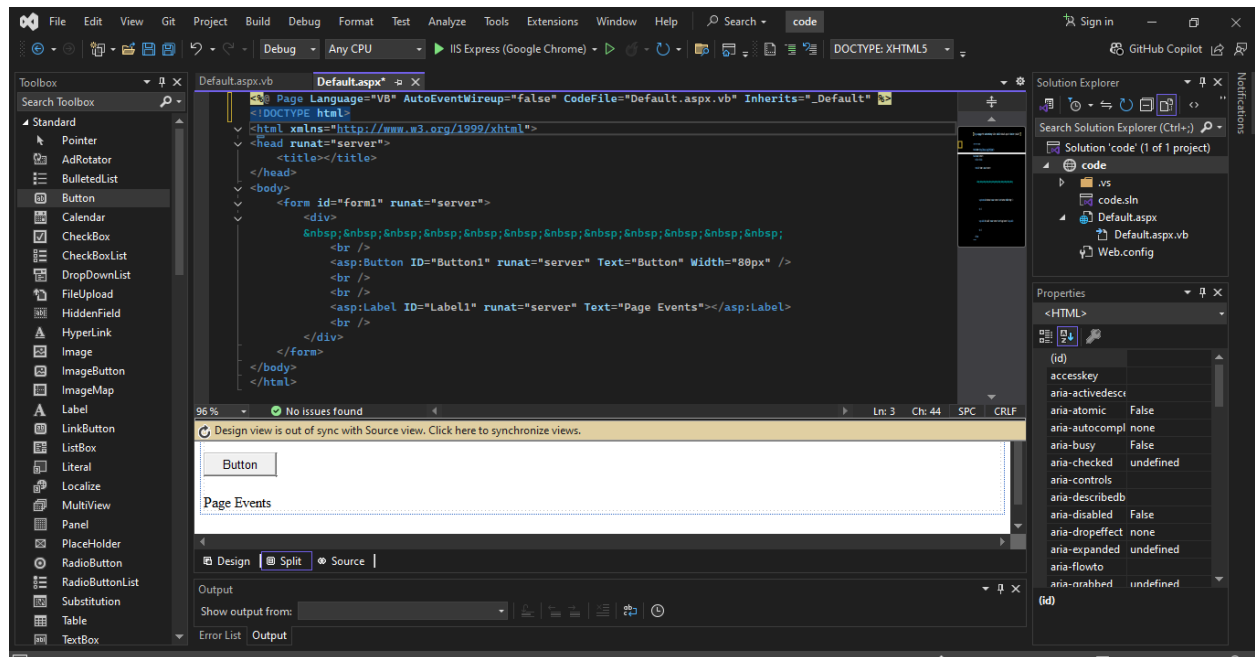 File Edit View Git Project Build Debug Format Test Analyze Tools Extensions Window Help Search code Sign in
Debug Any CPU IIS Express (Google Chrome) DOCTYPE: XHTML5 GitHub Copilot
Toolbox
Search Toolbox
Standard
Pointer
AdRotator
BulletedList
Button
Calendar
CheckBox
CheckBoxList
DropDownList
FileUpload
HiddenField
HyperLink
Image
ImageButton
ImageMap
Label
LinkButton
ListBox
Literal
Localize
MultiView
Panel
PlaceHolder
RadioButton
RadioButtonList
Substitution
Table
TextBox
Default.aspx.vb Default.aspx*
<%@ Page Language="VB" AutoEventWireup="false" CodeFile="Default.aspx.vb" Inherits="_Default" %>
<!DOCTYPE html>
<html xmlns="http://www.w3.org/1999/xhtml">
<head runat="server">
<title></title>
</head>
<body>
<form id="form1" runat="server">
<div>
&nbsp;&nbsp;&nbsp;&nbsp;&nbsp;&nbsp;&nbsp;&nbsp;&nbsp;&nbsp;&nbsp;&nbsp;
<br />
<asp:Button ID="Button1" runat="server" Text="Button" Width="80px" />
<br />
<br />
<asp:Label ID="Label1" runat="server" Text="Page Events"></asp:Label>
<br />
</div>
</form>
</body>
</html>
96 % No issues found Ln: 3 Ch: 44 SPC CRLF
Design view is out of sync with Source view. Click here to synchronize views.
Button
Page Events
Design Split Source
Output
Show output from:
Error List Output
Solution Explorer
Search Solution Explorer (Ctrl+;)
Solution 'code' (1 of 1 project)
code
.vs
code.sln
Default.aspx
Default.aspx.vb
Web.config
Properties
<HTML>
(id)
accesskey
aria-activedesce
aria-atomic False
aria-autocompl none
aria-busy False
aria-checked undefined
aria-controls
aria-describedb
aria-disabled False
aria-dropeffect none
aria-expanded undefined
aria-flowto
aria-grabbed undefined
(id)
Notifications